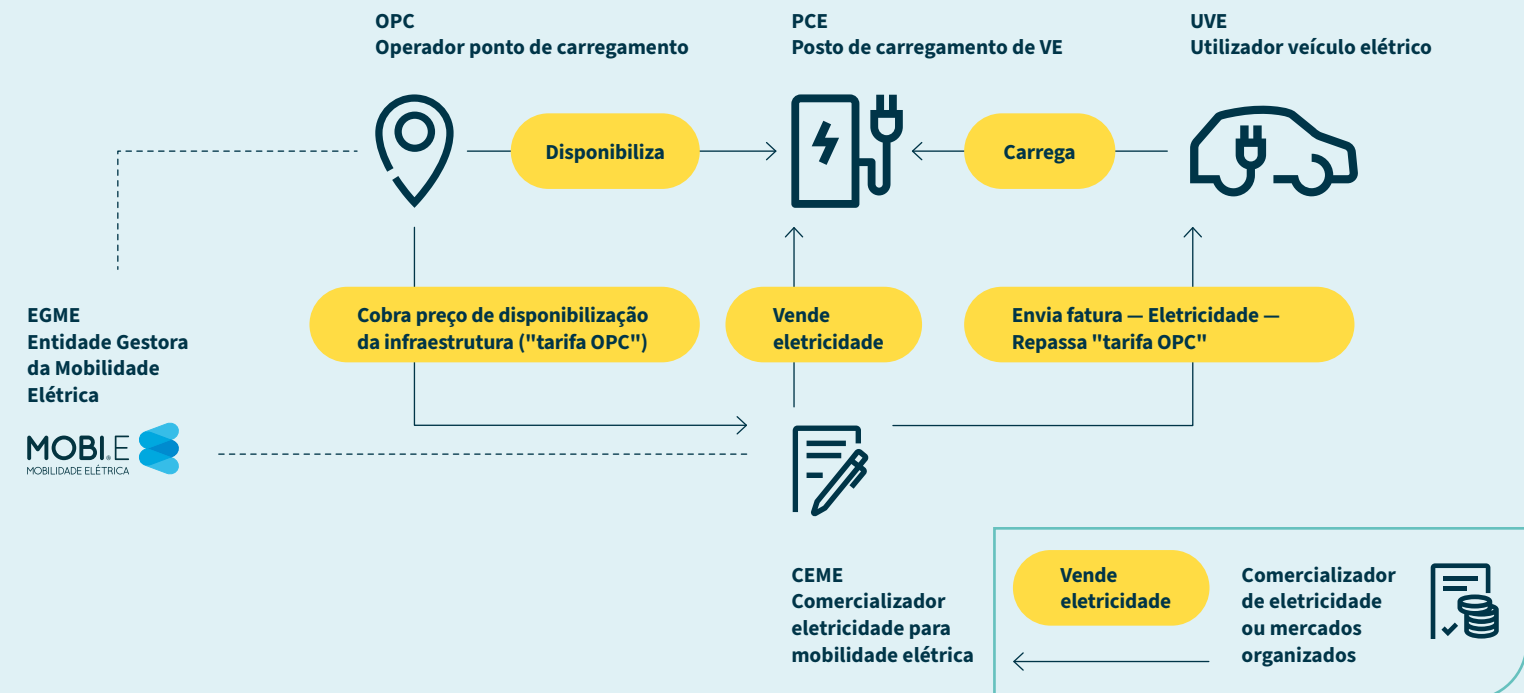 OPC
Operador ponto de carregamento
PCE
Posto de carregamento de VE
UVE
Utilizador veículo elétrico
Disponibiliza
Carrega
EGME
Entidade Gestora
da Mobilidade
Elétrica
MOBI.E
MOBILIDADE ELÉTRICA
Cobra preço de disponibilização
da infraestrutura ("tarifa OPC")
Vende
eletricidade
Envia fatura — Eletricidade —
Repassa "tarifa OPC"
CEME
Comercializador
eletricidade para
mobilidade elétrica
Vende
eletricidade
Comercializador
de eletricidade
ou mercados
organizados